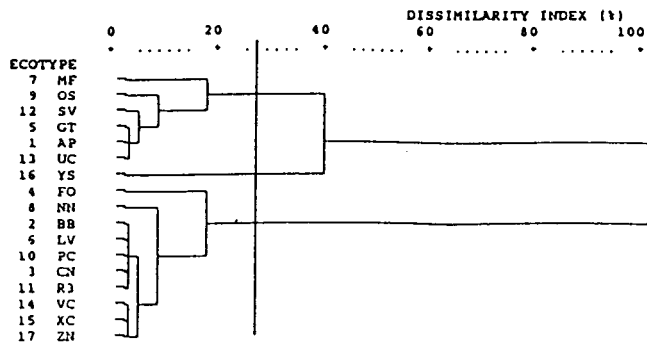 DISSIMILARITY INDEX (%)
0 20 40 60 80 100
ECOTYPE
7 MF
9 OS
12 SV
5 GT
1 AP
13 UC
16 YS
4 FO
8 NN
2 BB
6 LV
10 PC
3 CN
11 R3
14 VC
15 XC
17 ZN